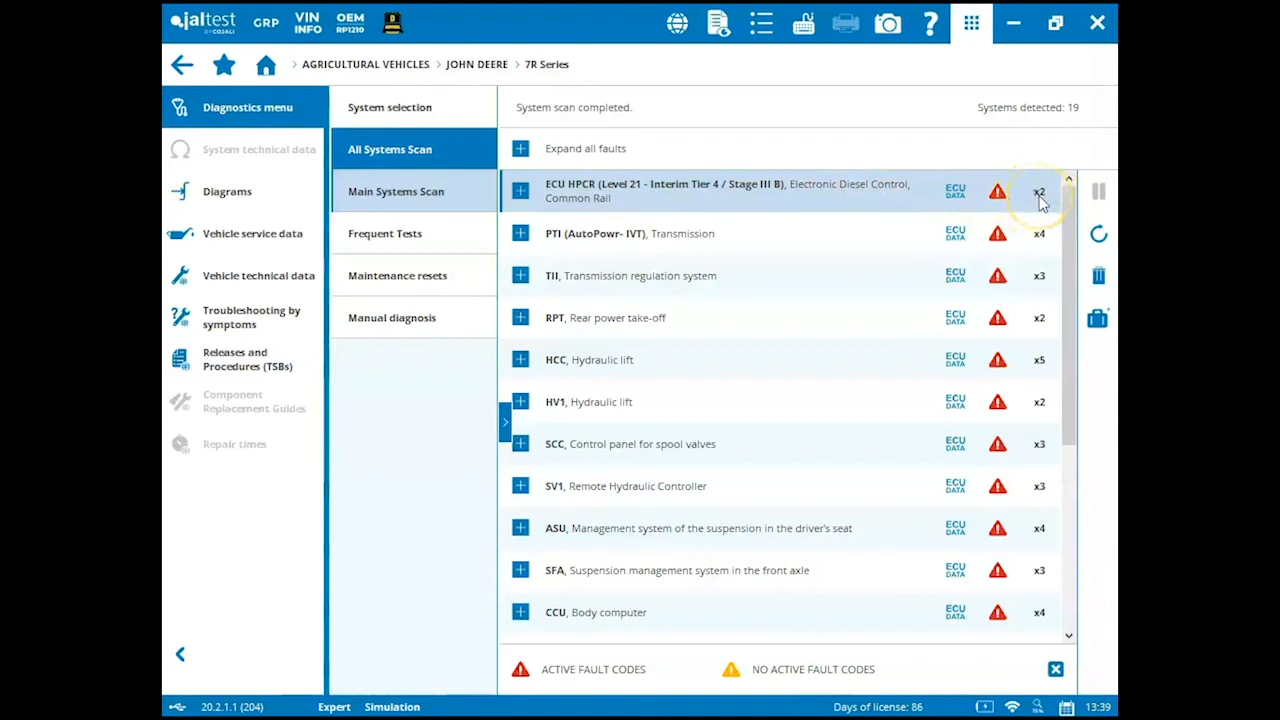 jaltest
BY COJALI
GRP
VIN
INFO
OEM
RP1210
AGRICULTURAL VEHICLES
JOHN DEERE
7R Series
Diagnostics menu
System technical data
Diagrams
Vehicle service data
Vehicle technical data
Troubleshooting by
symptoms
Releases and
Procedures (TSBs)
Component
Replacement Guides
Repair times
System selection
All Systems Scan
Main Systems Scan
Frequent Tests
Maintenance resets
Manual diagnosis
System scan completed.
Systems detected: 19
Expand all faults
ECU HPCR (Level 21 - Interim Tier 4 / Stage III B), Electronic Diesel Control,
Common Rail
ECU
DATA
x2
PTI (AutoPowr- IVT), Transmission
ECU
DATA
x4
TII, Transmission regulation system
ECU
DATA
x3
RPT, Rear power take-off
ECU
DATA
x2
HCC, Hydraulic lift
ECU
DATA
x5
HV1, Hydraulic lift
ECU
DATA
x2
SCC, Control panel for spool valves
ECU
DATA
x3
SV1, Remote Hydraulic Controller
ECU
DATA
x3
ASU, Management system of the suspension in the driver's seat
ECU
DATA
x4
SFA, Suspension management system in the front axle
ECU
DATA
x3
CCU, Body computer
ECU
DATA
x4
ACTIVE FAULT CODES
NO ACTIVE FAULT CODES
20.2.1.1 (204)
Expert
Simulation
Days of license: 86
13:39